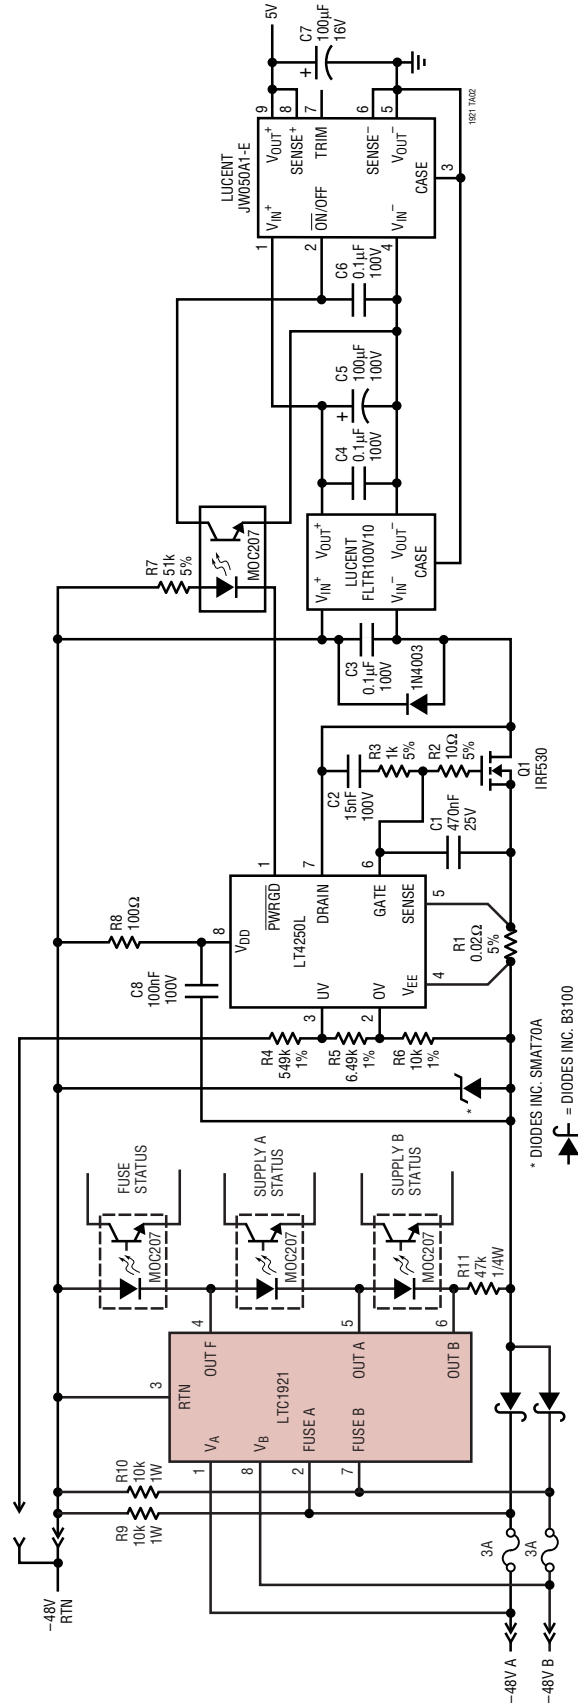 –48V
RTN
R9
10k
1W
R10
10k
1W
–48V A
–48V B
3A
3A
1
8
2
7
VA
VB
FUSE A
FUSE B
3
RTN
LTC1921
OUT F
OUT A
OUT B
4
5
6
MOC207
FUSE
STATUS
MOC207
SUPPLY A
STATUS
MOC207
SUPPLY B
STATUS
R11
47k
1/4W
*
R4
549k
1%
R5
6.49k
1%
R6
10k
1%
C8
100nF
100V
R8
100Ω
8
VDD
3
UV
2
OV
LT4250L
VEE
4
SENSE
5
PWRGD
1
DRAIN
7
GATE
6
R1
0.02Ω
5%
C1
470nF
25V
C2
15nF
100V
R3
1k
5%
R2
10Ω
5%
Q1
IRF530
C3
0.1µF
100V
1N4003
R7
51k
5%
MOC207
VIN+
VOUT+
LUCENT
FLTR100V10
VIN–
VOUT–
CASE
C4
0.1µF
100V
+
C5
100µF
100V
C6
0.1µF
100V
LUCENT
JW050A1-E
1
VIN+
2
ON/OFF
4
VIN–
VOUT+
9
SENSE+
8
TRIM
7
SENSE–
6
VOUT–
5
CASE
3
5V
+
C7
100µF
16V
1921 TA02
* DIODES INC. SMAT70A
= DIODES INC. B3100